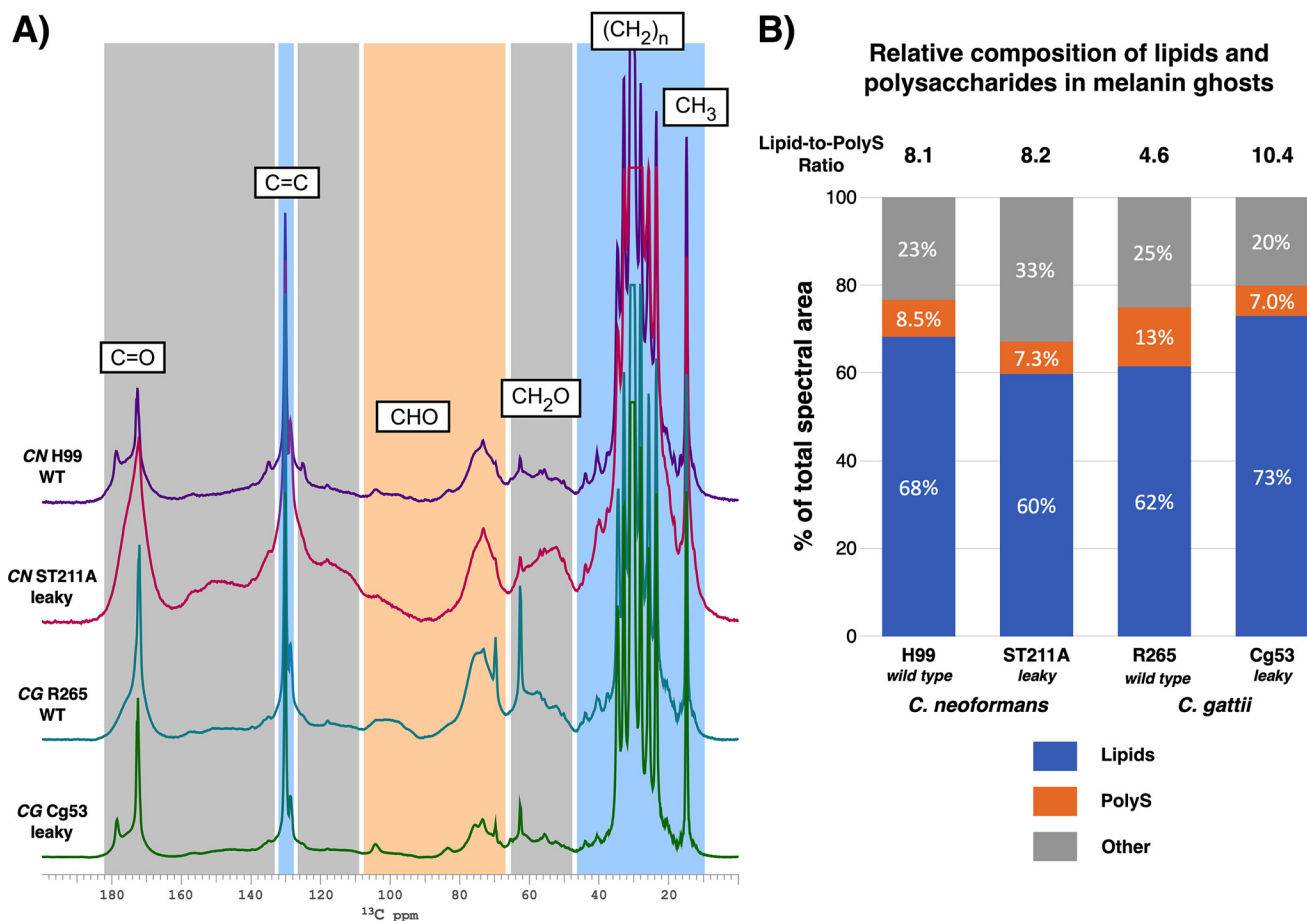 A)
(CH2)n
CH3
C=C
C=O
CHO
CH2O
CN H99
WT
CN ST211A
leaky
CG R265
WT
CG Cg53
leaky
180 160 140 120 100 80 60 40 20
13C ppm
B)
Relative composition of lipids and
polysaccharides in melanin ghosts
Lipid-to-PolyS
Ratio
8.1 8.2 4.6 10.4
% of total spectral area
100
80
60
40
20
0
23% 33% 25% 20%
8.5% 7.3% 13% 7.0%
68% 60% 62% 73%
H99 ST211A R265 Cg53
wild type leaky wild type leaky
C. neoformans C. gattii
Lipids
PolyS
Other